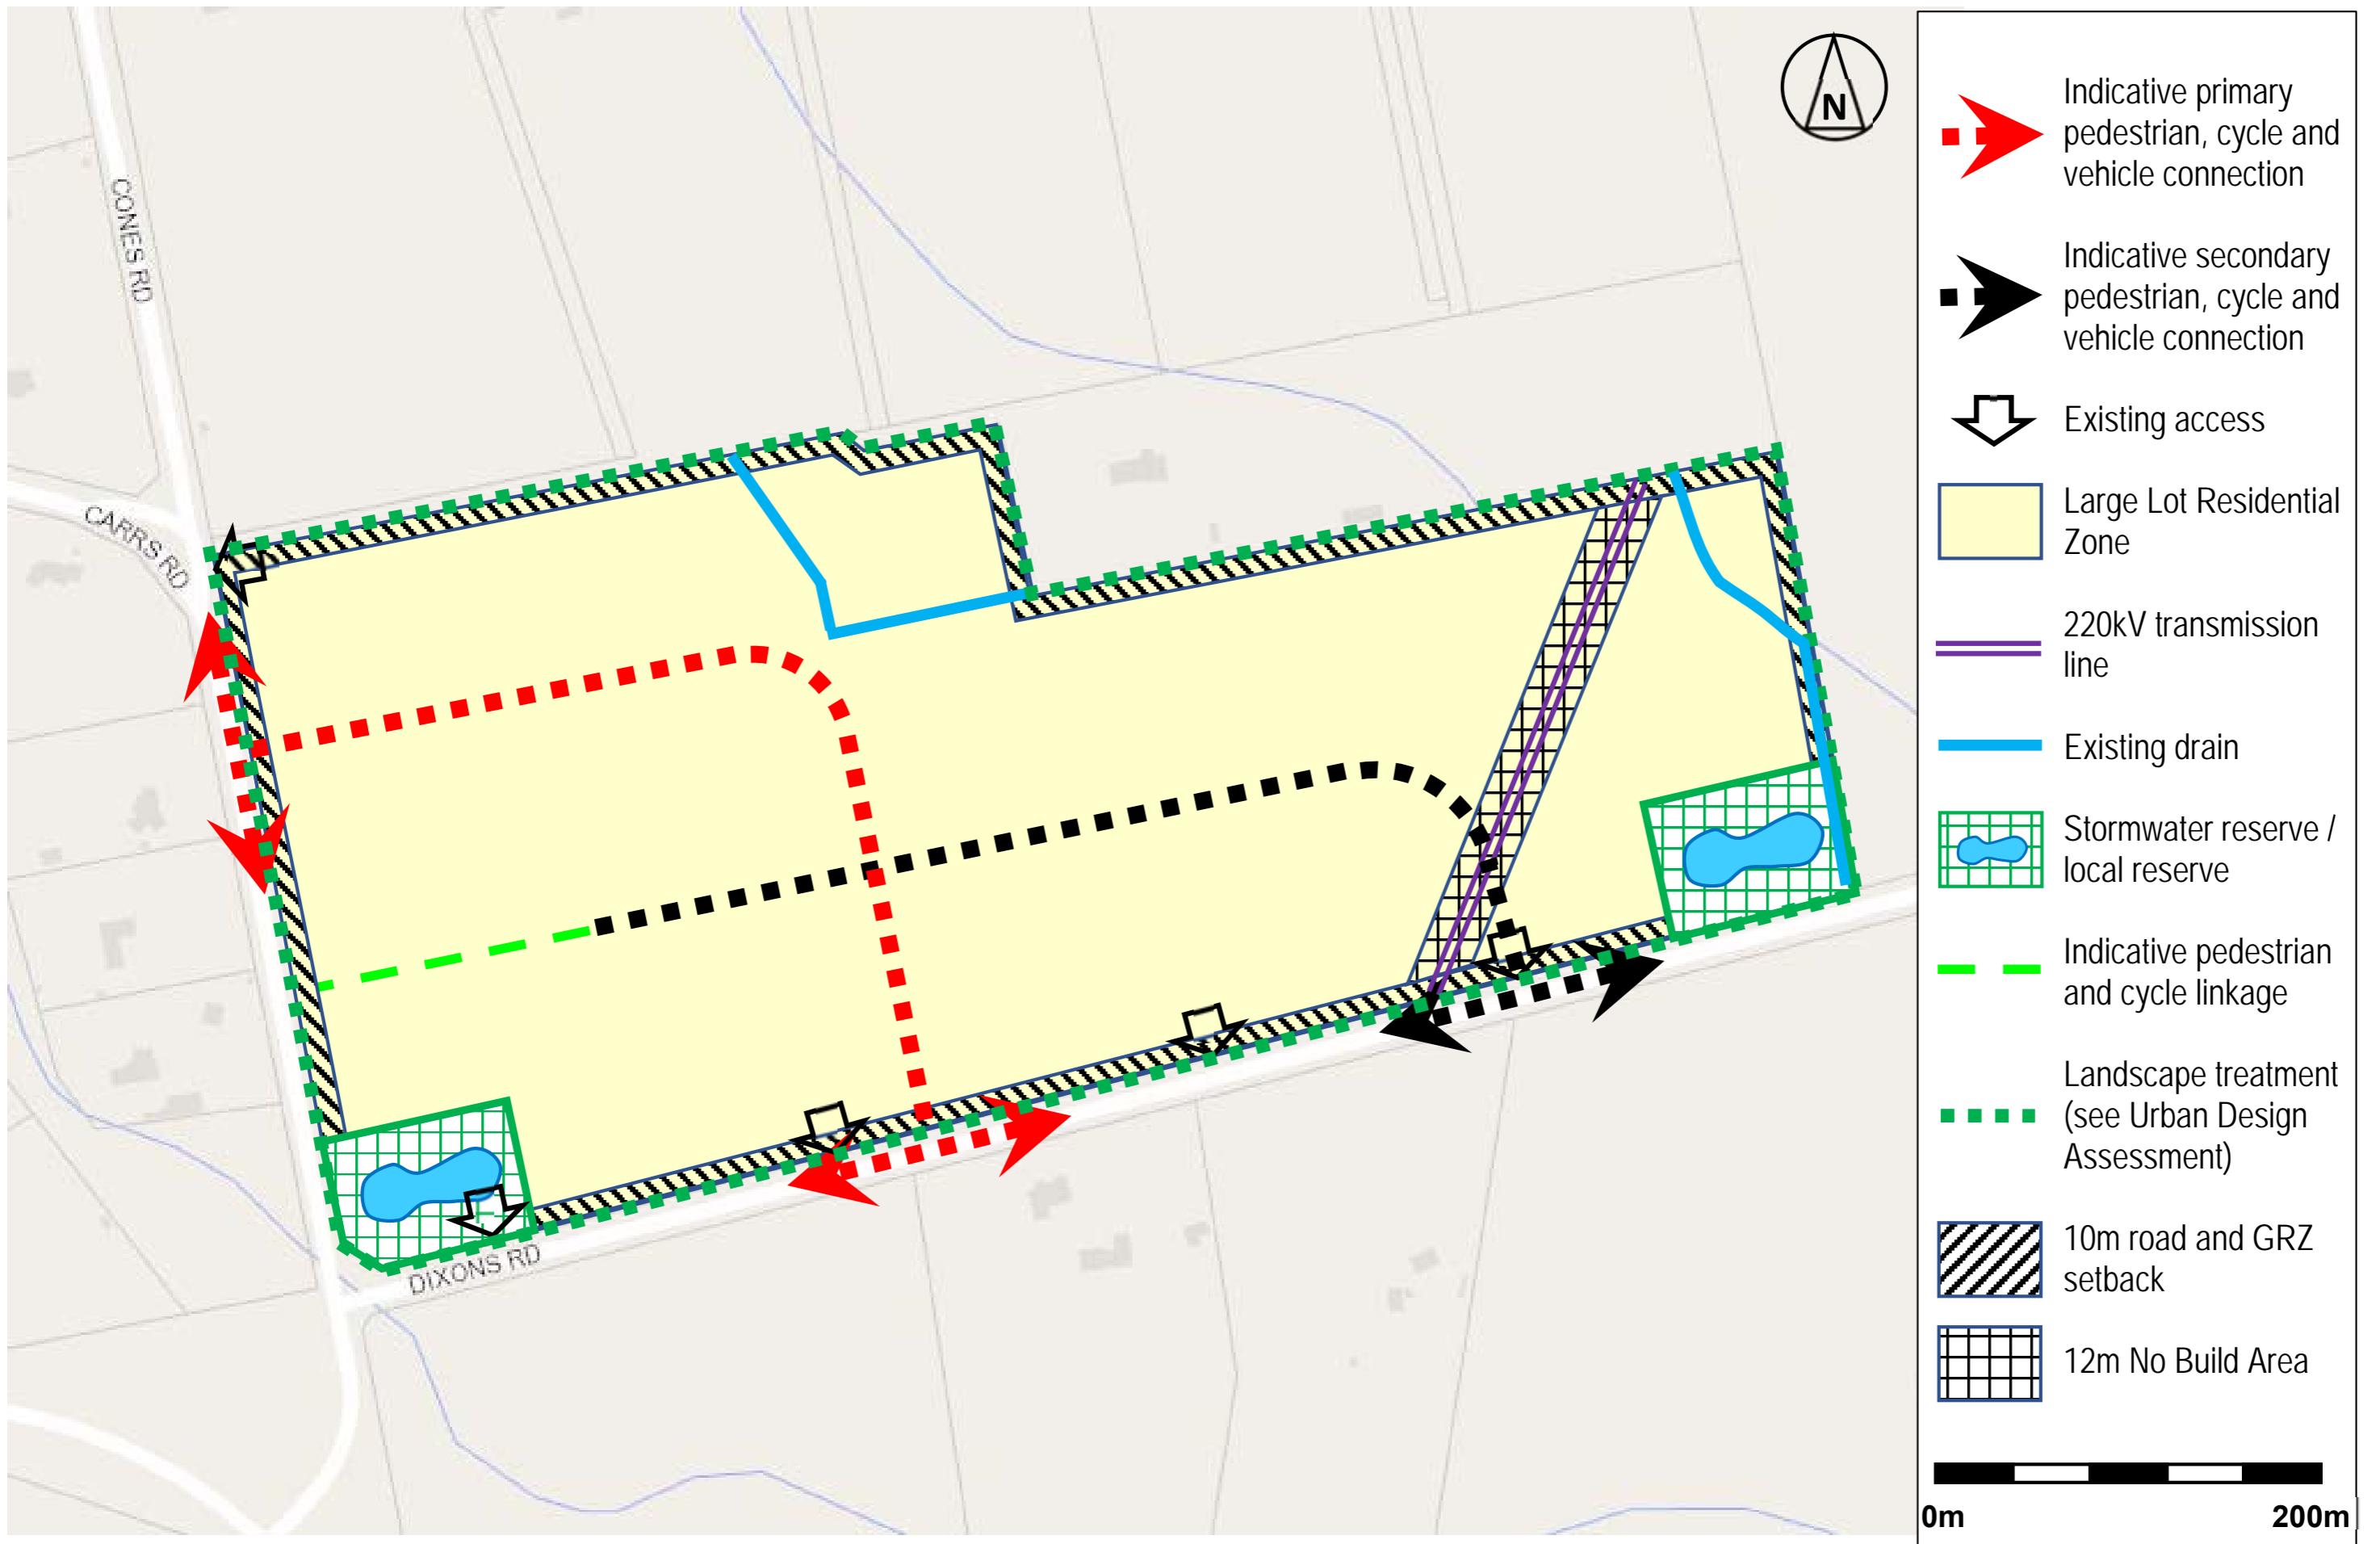 N
CONES RD
CARRS RD
DIXONS RD
Indicative primary
pedestrian, cycle and
vehicle connection
Indicative secondary
pedestrian, cycle and
vehicle connection
Existing access
Large Lot Residential
Zone
220kV transmission
line
Existing drain
Stormwater reserve /
local reserve
Indicative pedestrian
and cycle linkage
Landscape treatment
(see Urban Design
Assessment)
10m road and GRZ
setback
12m No Build Area
0m 200m